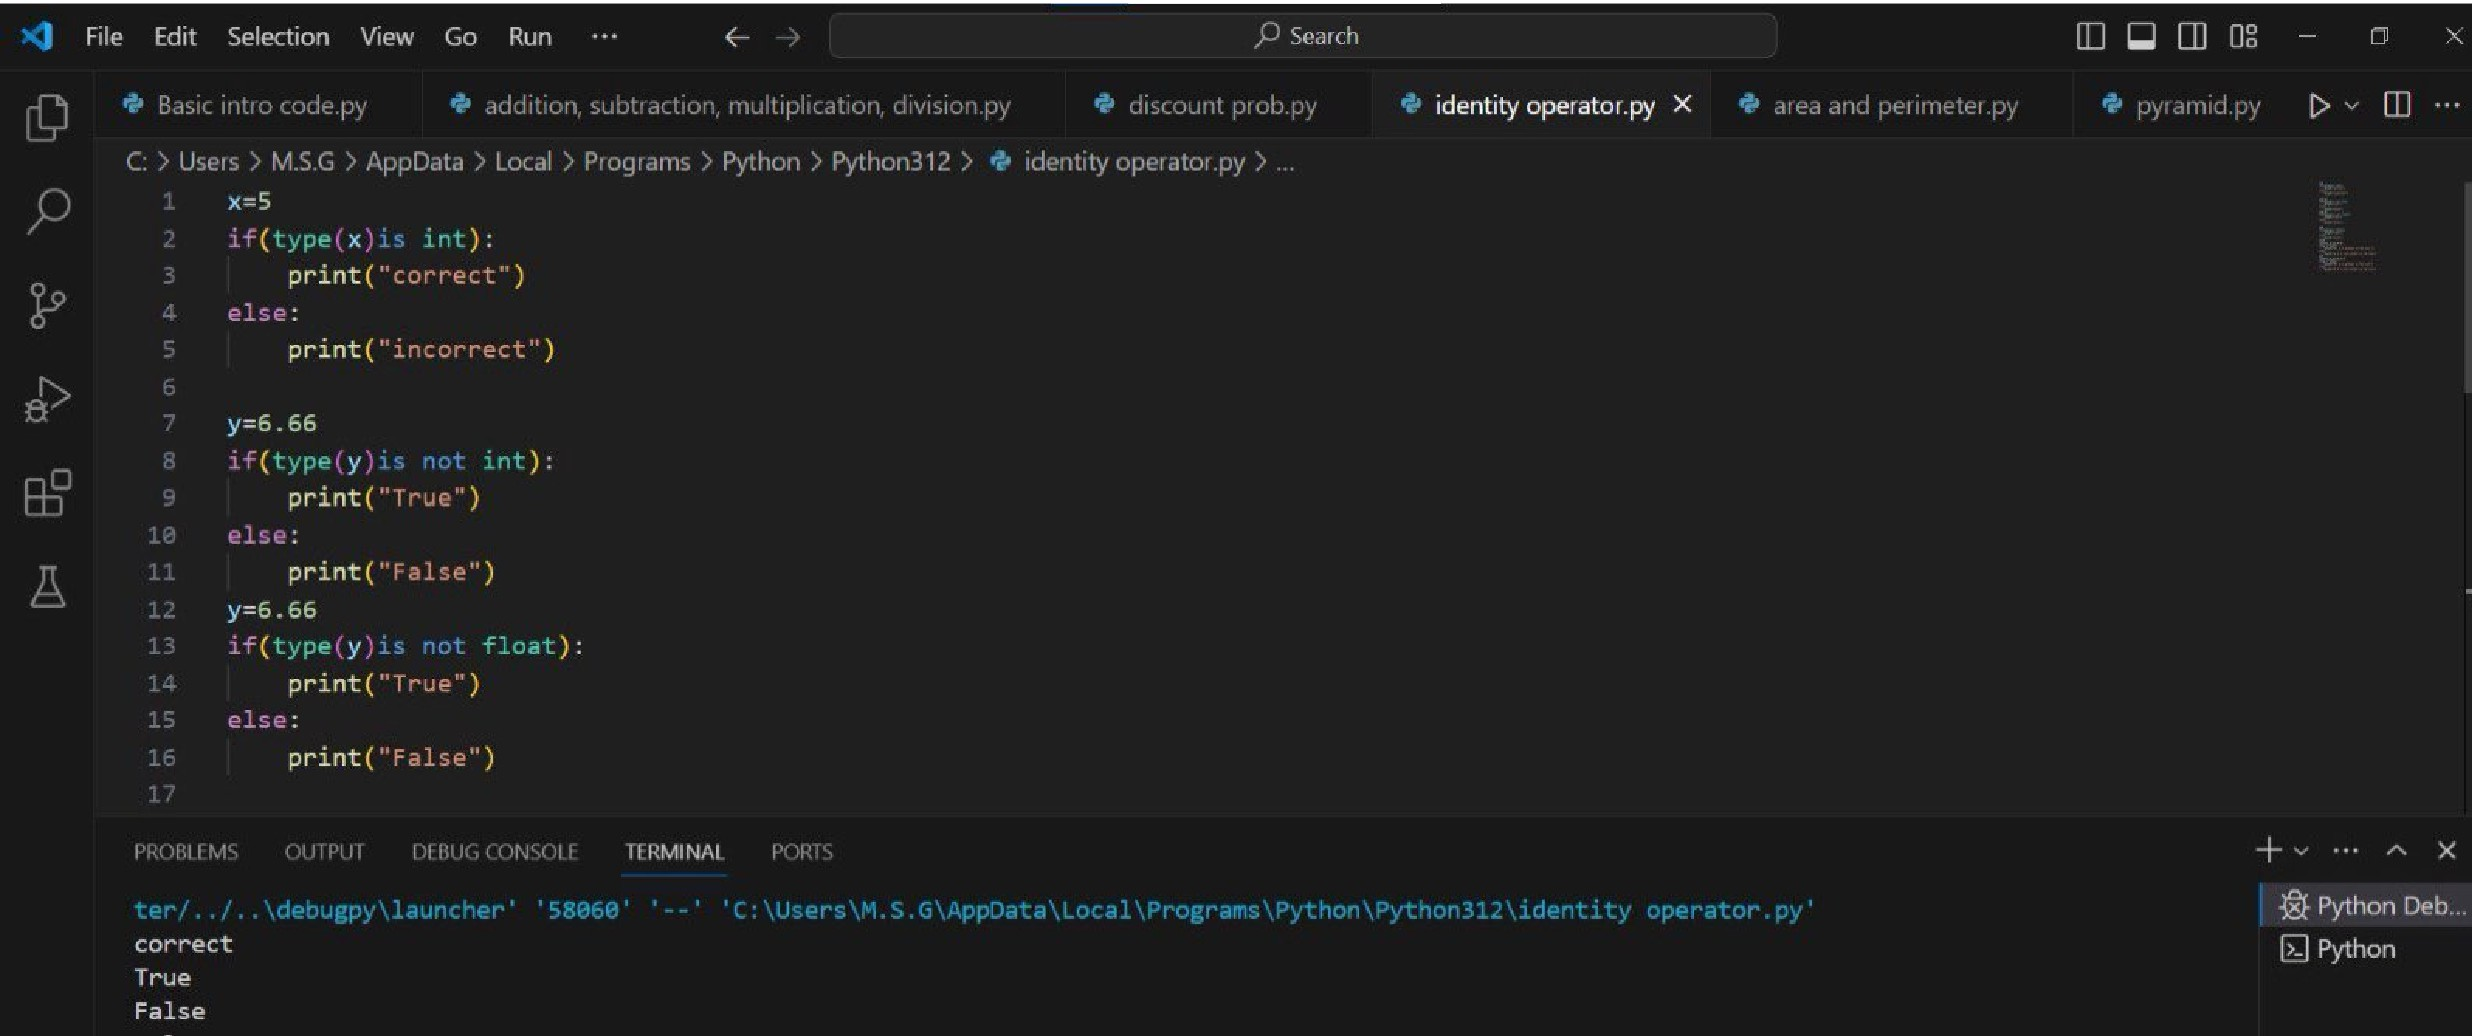 File Edit Selection View Go Run ··· Search
Basic intro code.py addition, subtraction, multiplication, division.py discount prob.py identity operator.py area and perimeter.py pyramid.py
C: > Users > M.S.G > AppData > Local > Programs > Python > Python312 > identity operator.py > ...
1 x=5
2 if(type(x)is int):
3 print("correct")
4 else:
5 print("incorrect")
6
7 y=6.66
8 if(type(y)is not int):
9 print("True")
10 else:
11 print("False")
12 y=6.66
13 if(type(y)is not float):
14 print("True")
15 else:
16 print("False")
17
PROBLEMS OUTPUT DEBUG CONSOLE TERMINAL PORTS
ter/../..\debugpy\launcher' '58060' '--' 'C:\Users\M.S.G\AppData\Local\Programs\Python\Python312\identity operator.py'
correct
True
False
Python Deb...
Python